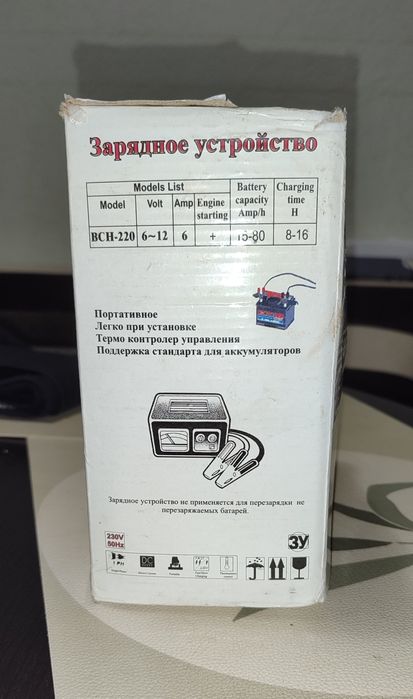 Зарядное устройство
Models List
Model Volt Amp Engine starting Battery capacity Amp/h Charging time H
BCH-220 6~12 6 + 15-80 8-16
Портативное
Легко при установке
Термо контролер управления
Поддержка стандарта для аккумуляторов
Зарядное устройство не применяется для перезарядки не
перезаряжаемых батарей.
230V
50Hz
ЗУ
1 PH
DC